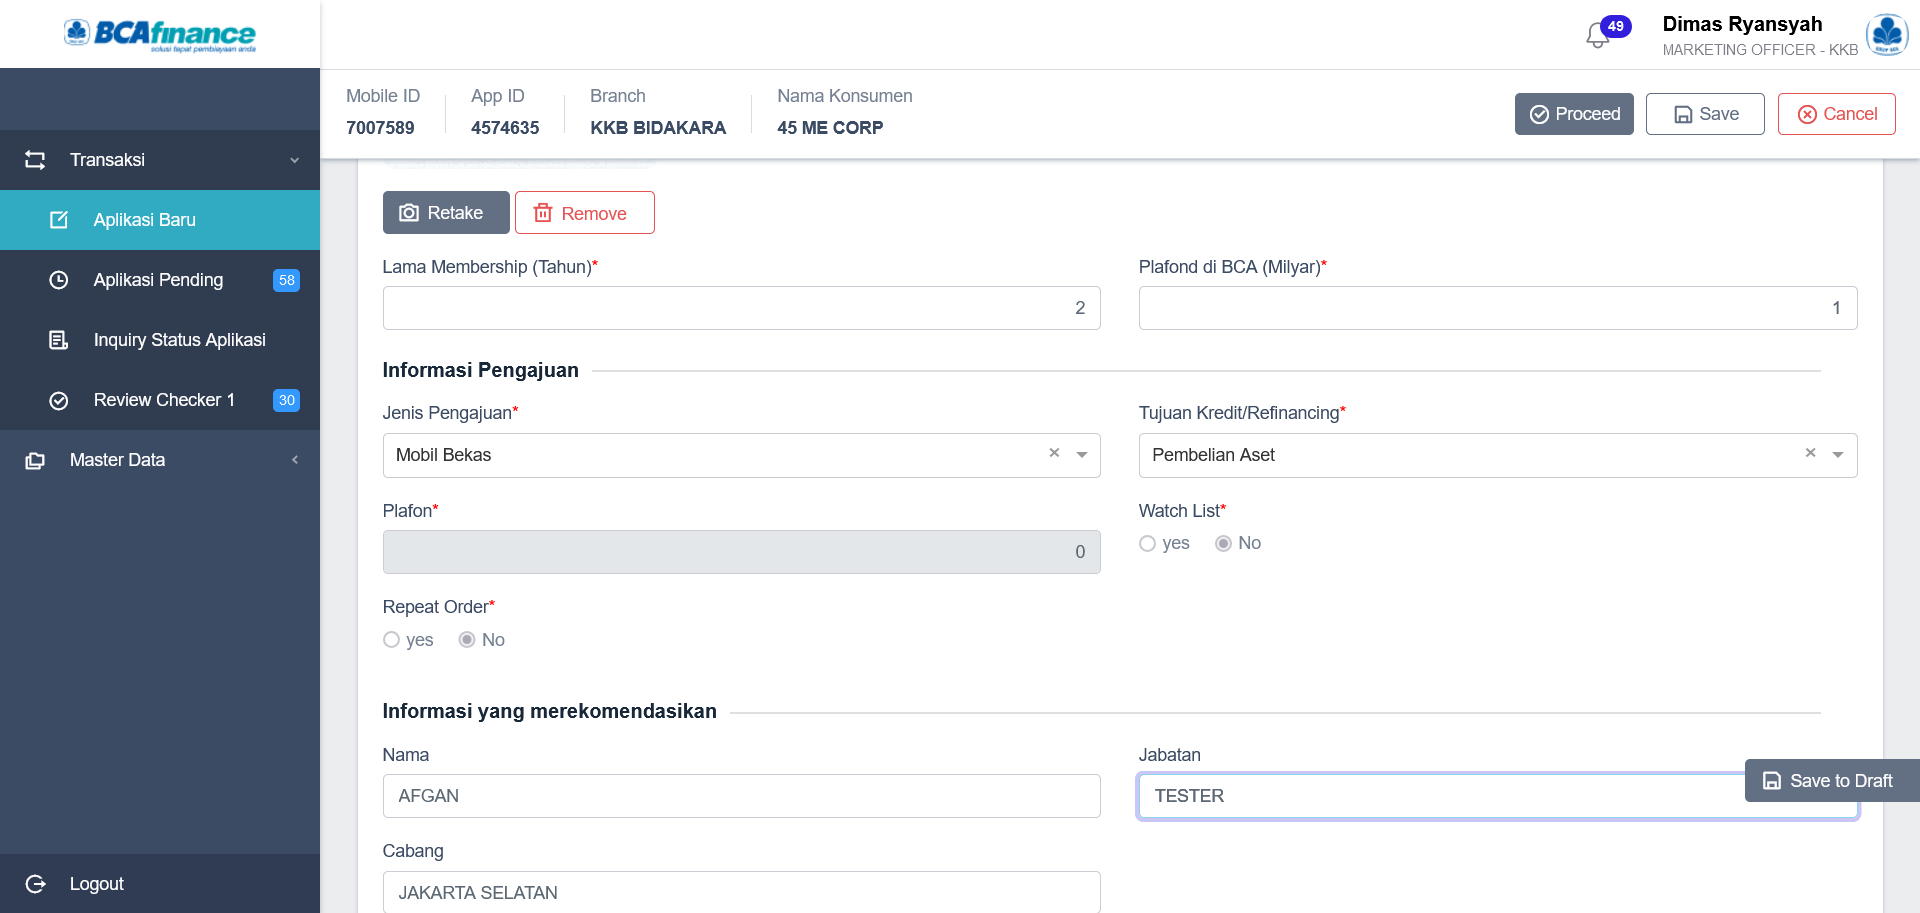 BCAfinance
solusi tepat pembiayaan anda
49
Dimas Ryansyah
MARKETING OFFICER - KKB
Mobile ID
7007589
App ID
4574635
Branch
KKB BIDAKARA
Nama Konsumen
45 ME CORP
Proceed
Save
Cancel
Transaksi
Aplikasi Baru
Aplikasi Pending 58
Inquiry Status Aplikasi
Review Checker 1 30
Master Data
Logout
Retake
Remove
Lama Membership (Tahun)*
2
Plafond di BCA (Milyar)*
1
Informasi Pengajuan
Jenis Pengajuan*
Mobil Bekas ×
Tujuan Kredit/Refinancing*
Pembelian Aset ×
Plafon*
0
Watch List*
yes No
Repeat Order*
yes No
Informasi yang merekomendasikan
Nama
AFGAN
Jabatan
TESTER
Save to Draft
Cabang
JAKARTA SELATAN